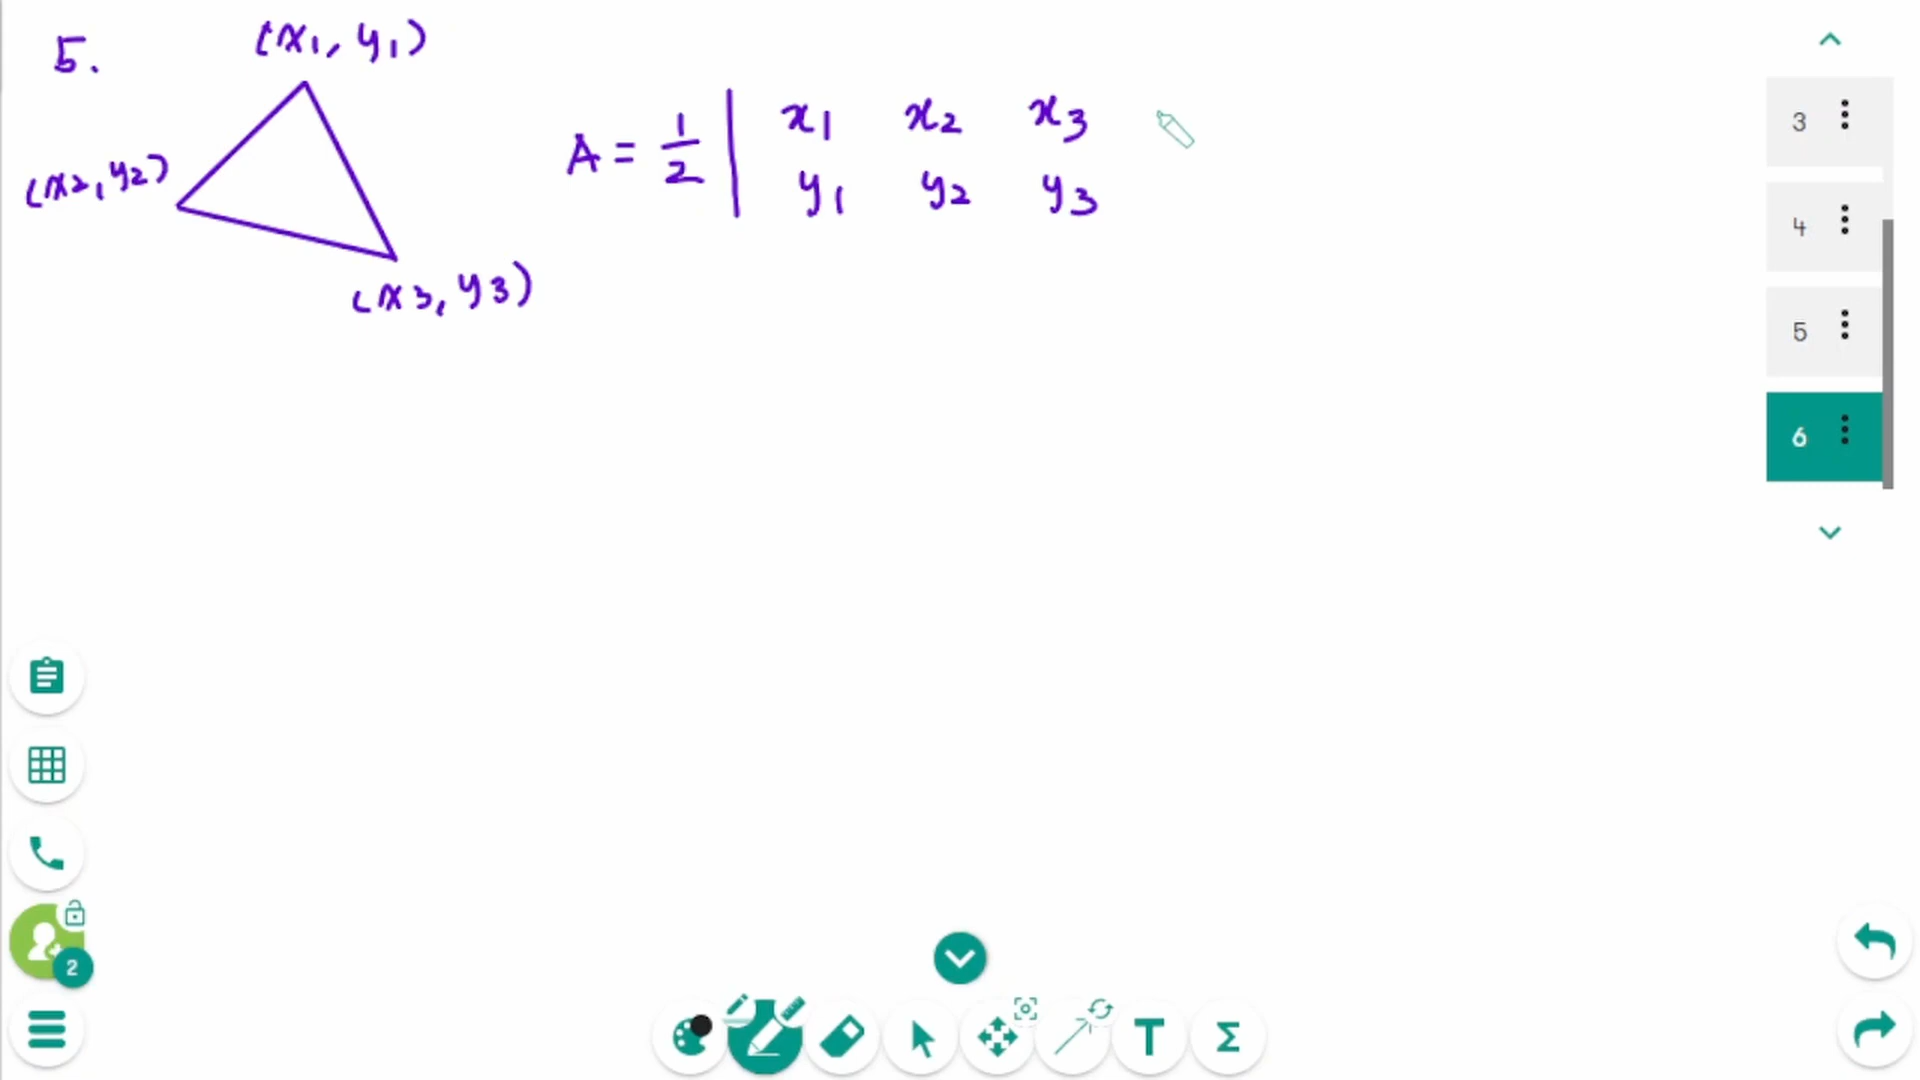 5.
(x1, y1)
(x2, y2)
(x3, y3)
A = 1/2 | x1 x2 x3
y1 y2 y3
3
4
5
6
2
T
Σ